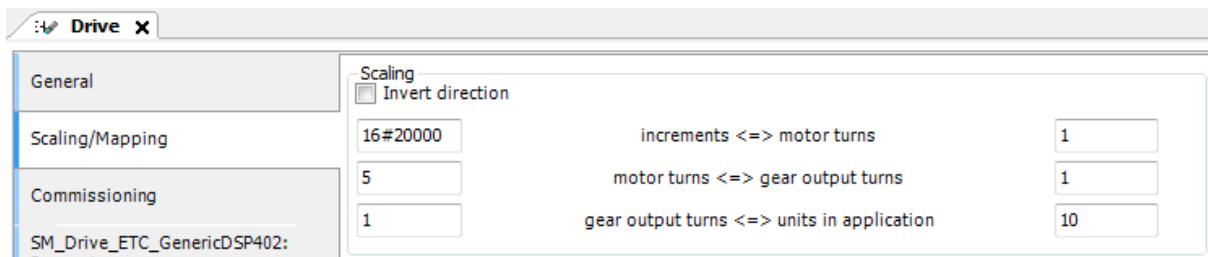 Drive X
General
Scaling/Mapping
Commissioning
SM_Drive_ETC_GenericDSP402:
Scaling
Invert direction
16#20000 increments <=> motor turns 1
5 motor turns <=> gear output turns 1
1 gear output turns <=> units in application 10